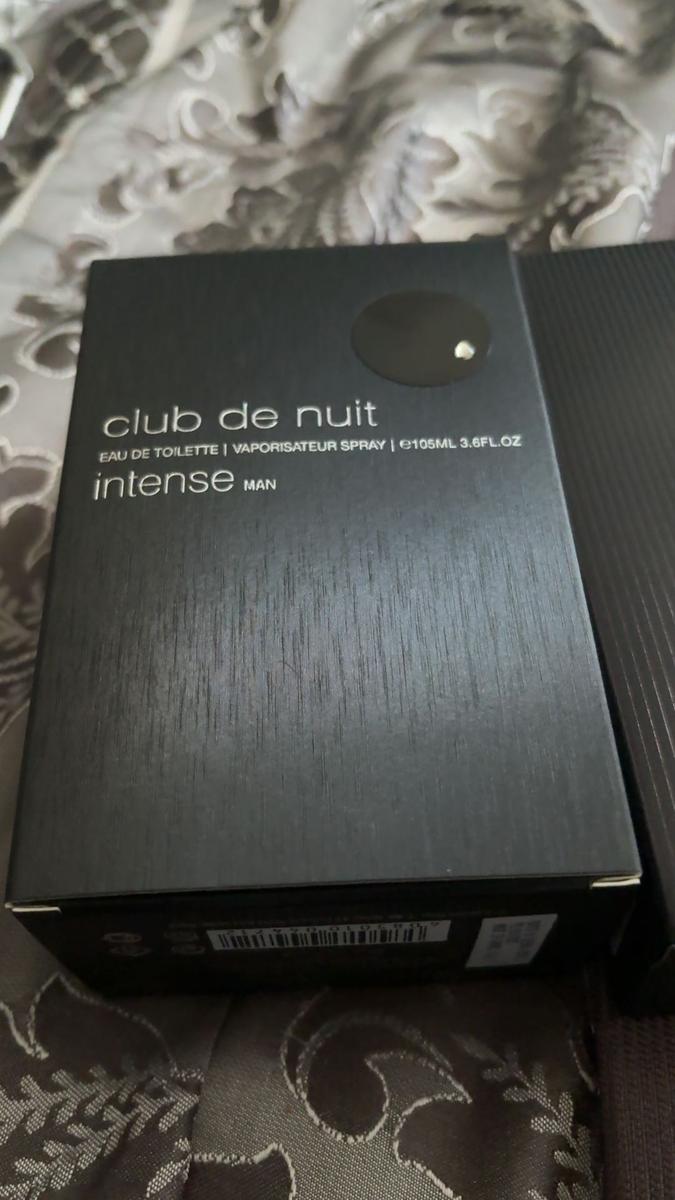 club de nuit
EAU DE TOILETTE | VAPORISATEUR SPRAY | ℮105ML 3.6FL.OZ
intense MAN